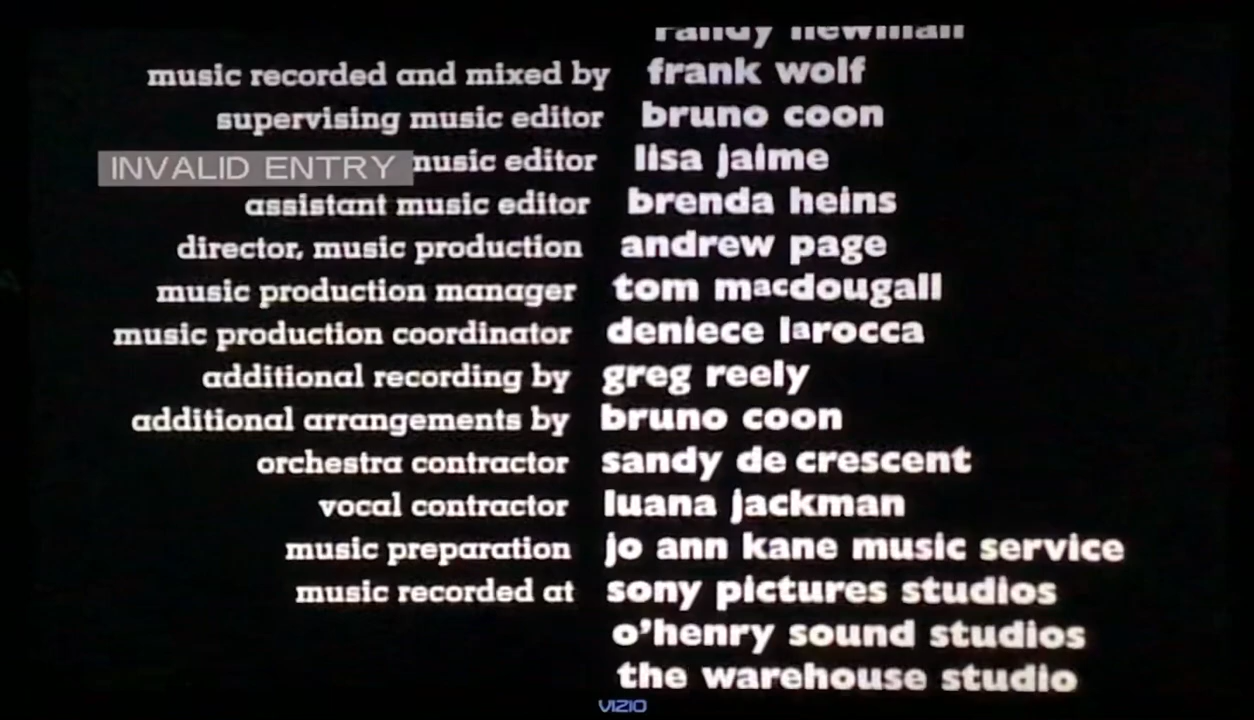 randy newman
music recorded and mixed by frank wolf
supervising music editor bruno coon
INVALID ENTRY music editor lisa jaime
assistant music editor brenda heins
director, music production andrew page
music production manager tom macdougall
music production coordinator deniece larocca
additional recording by greg reely
additional arrangements by bruno coon
orchestra contractor sandy de crescent
vocal contractor luana jackman
music preparation jo ann kane music service
music recorded at sony pictures studios
o'henry sound studios
the warehouse studio
VIZIO